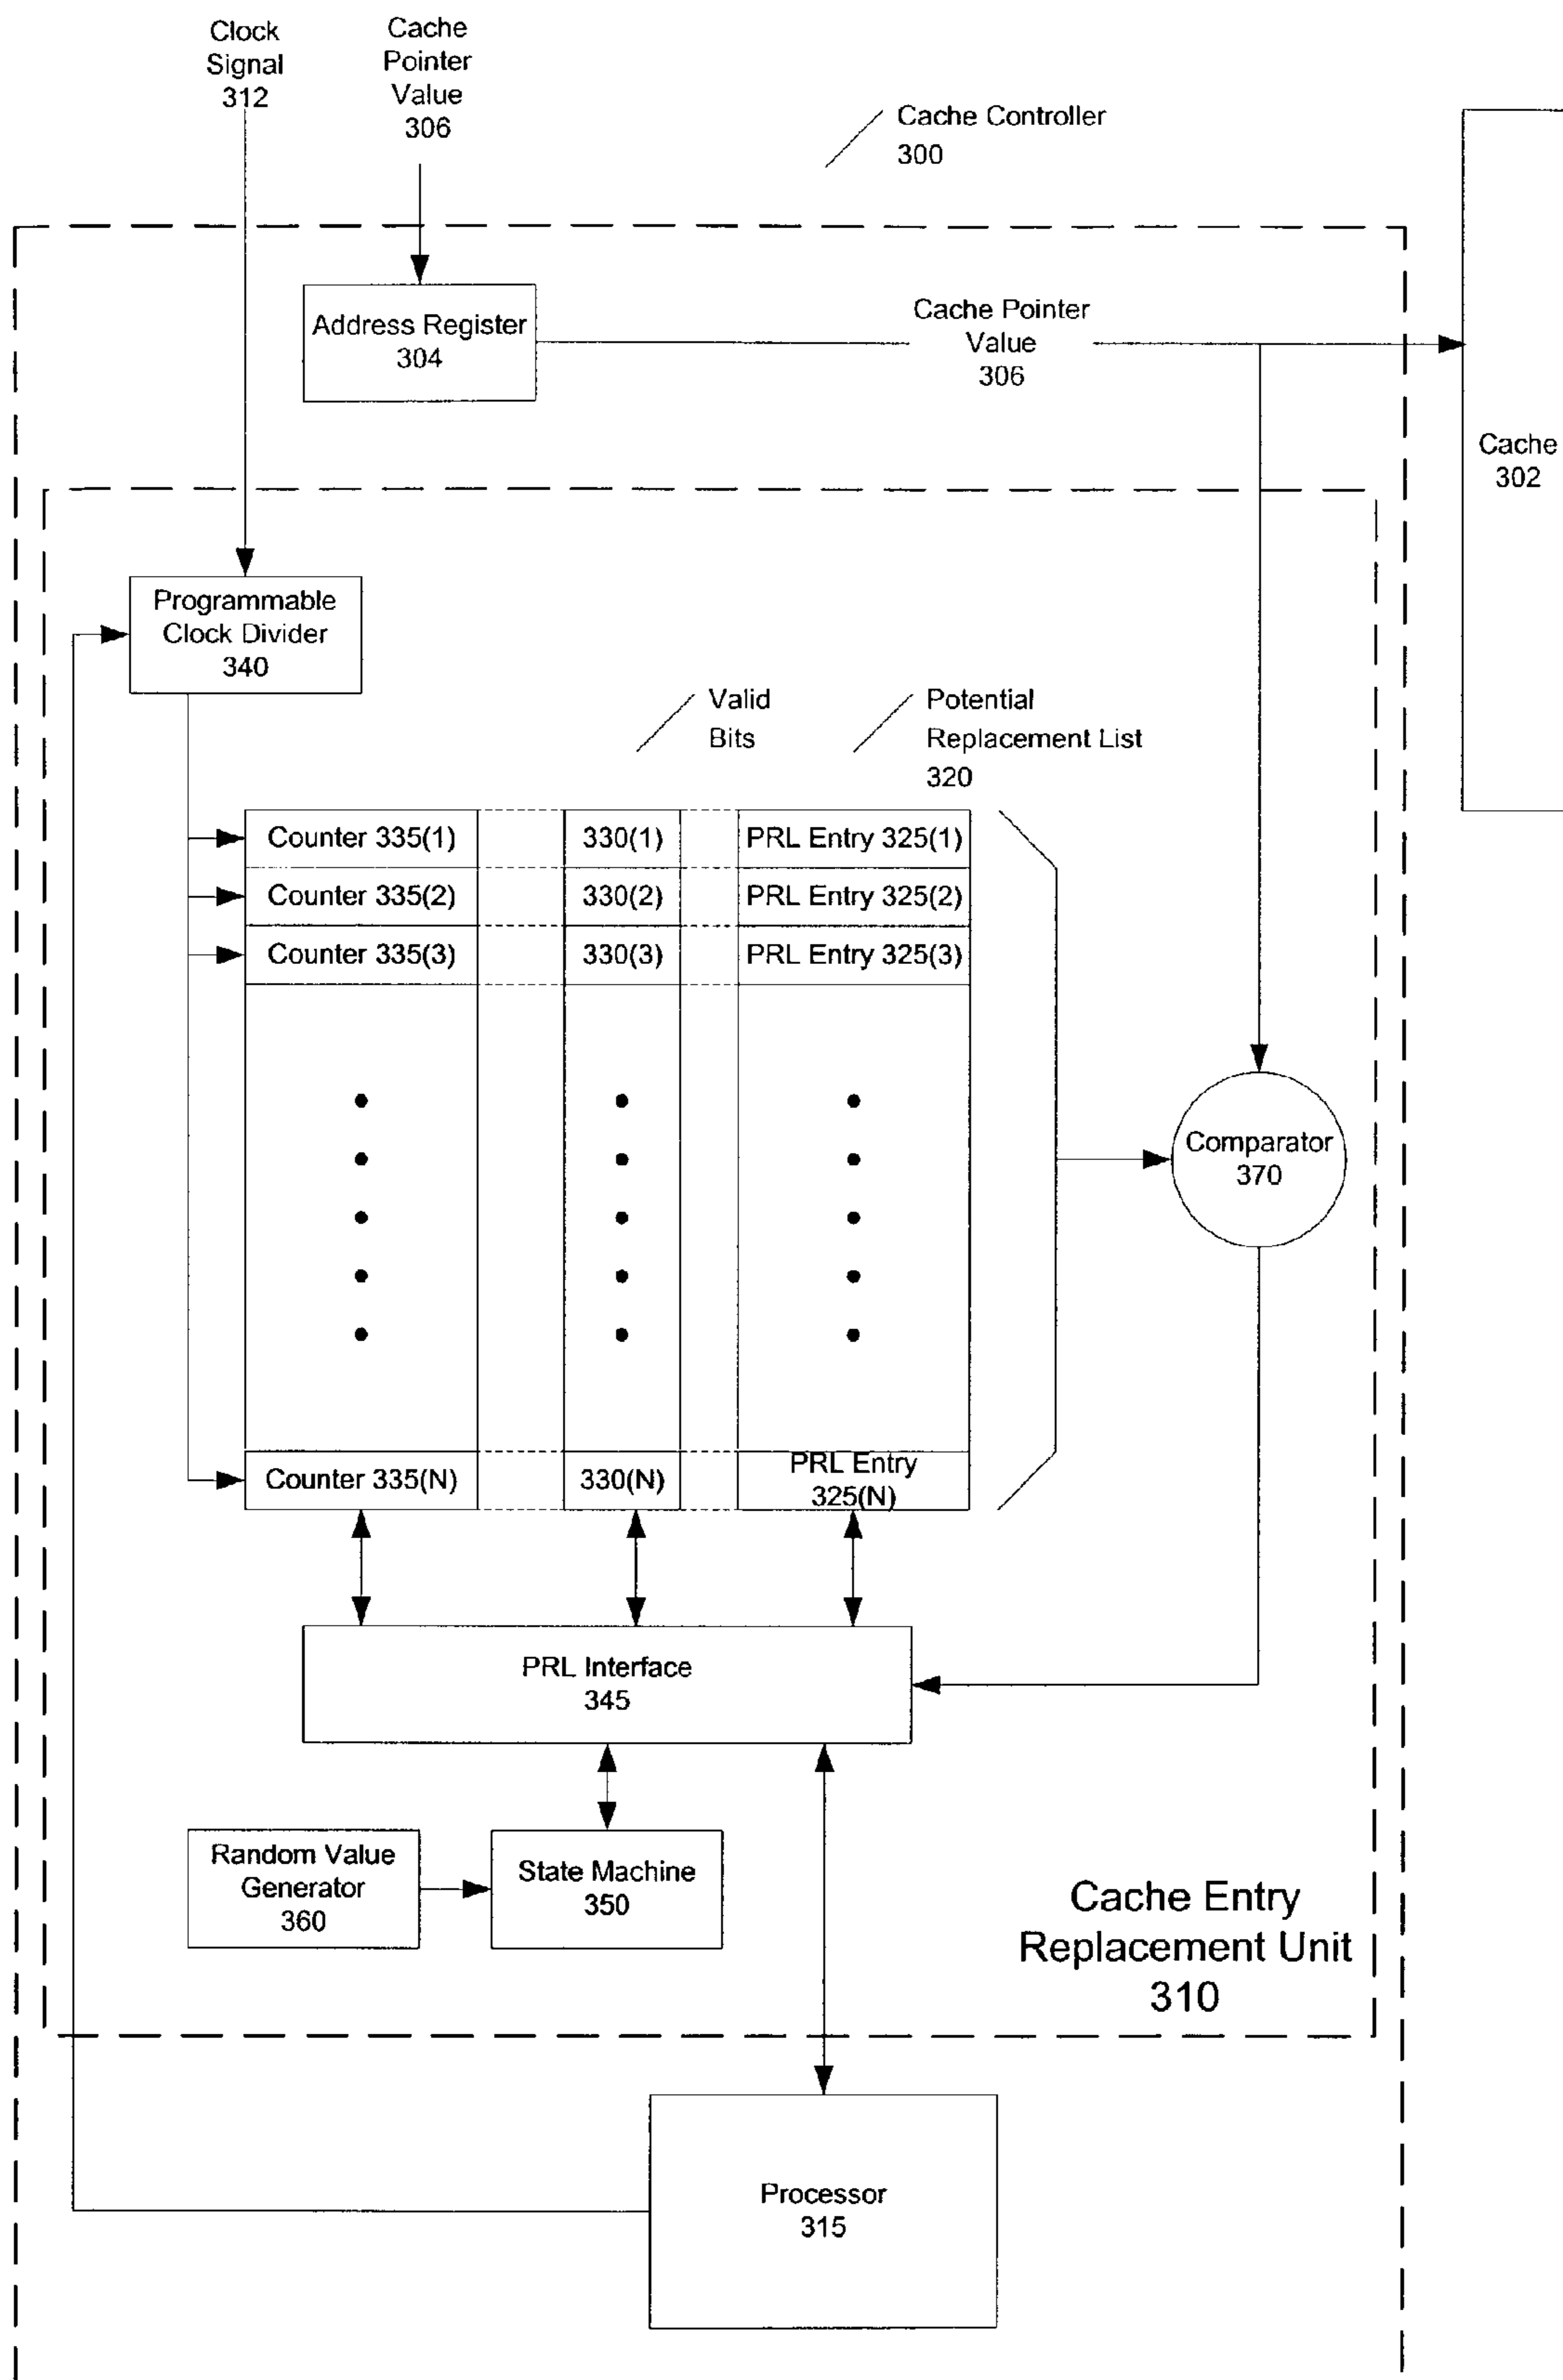 Clock
Signal
312
Cache
Pointer
Value
306
Cache Controller
300
Address Register
304
Cache Pointer
Value
306
Cache
302
Programmable
Clock Divider
340
Valid
Bits
Potential
Replacement List
320
Counter 335(1)
330(1)
PRL Entry 325(1)
Counter 335(2)
330(2)
PRL Entry 325(2)
Counter 335(3)
330(3)
PRL Entry 325(3)
Comparator
370
Counter 335(N)
330(N)
PRL Entry
325(N)
PRL Interface
345
Random Value
Generator
360
State Machine
350
Cache Entry
Replacement Unit
310
Processor
315